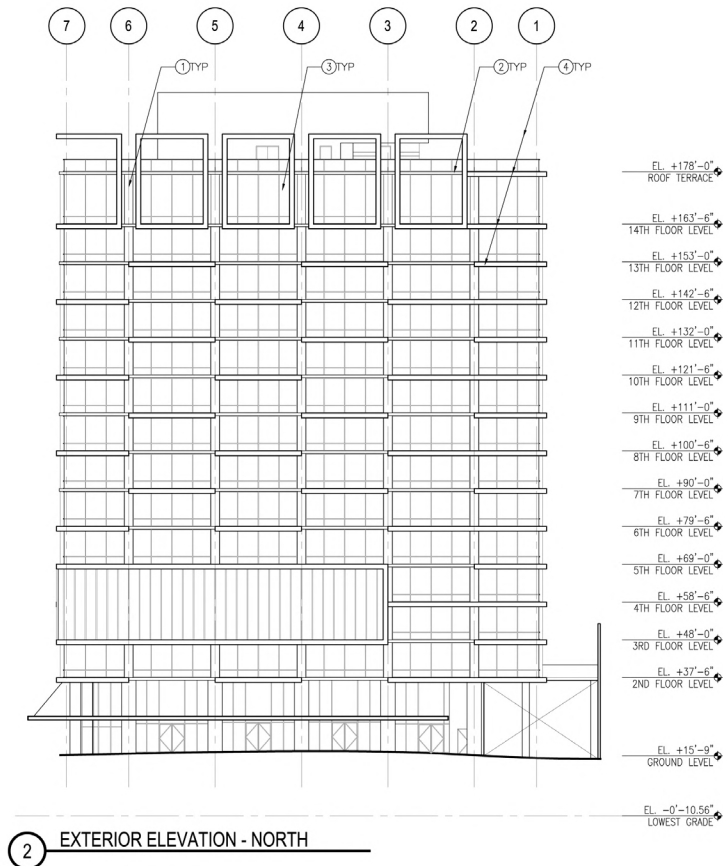 7 6 5 4 3 2 1
1 TYP 3 TYP 2 TYP 4 TYP
EL. +178'-0"
ROOF TERRACE
EL. +163'-6"
14TH FLOOR LEVEL
EL. +153'-0"
13TH FLOOR LEVEL
EL. +142'-6"
12TH FLOOR LEVEL
EL. +132'-0"
11TH FLOOR LEVEL
EL. +121'-6"
10TH FLOOR LEVEL
EL. +111'-0"
9TH FLOOR LEVEL
EL. +100'-6"
8TH FLOOR LEVEL
EL. +90'-0"
7TH FLOOR LEVEL
EL. +79'-6"
6TH FLOOR LEVEL
EL. +69'-0"
5TH FLOOR LEVEL
EL. +58'-6"
4TH FLOOR LEVEL
EL. +48'-0"
3RD FLOOR LEVEL
EL. +37'-6"
2ND FLOOR LEVEL
EL. +15'-9"
GROUND LEVEL
EL. -0'-10.56"
LOWEST GRADE
2 EXTERIOR ELEVATION - NORTH